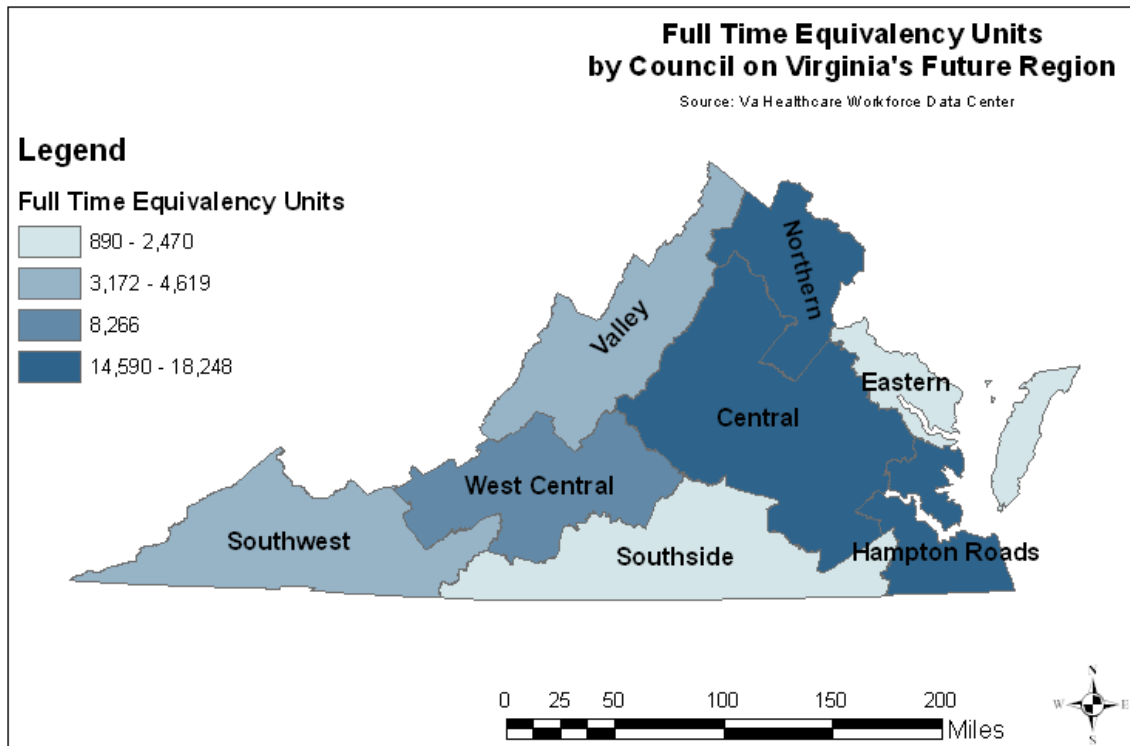 Full Time Equivalency Units
by Council on Virginia's Future Region
Source: Va Healthcare Workforce Data Center
Legend
Full Time Equivalency Units
890 - 2,470
3,172 - 4,619
8,266
14,590 - 18,248
Northern
Valley
Eastern
Central
West Central
Southwest
Southside
Hampton Roads
0 25 50 100 150 200
Miles
N
W E
S